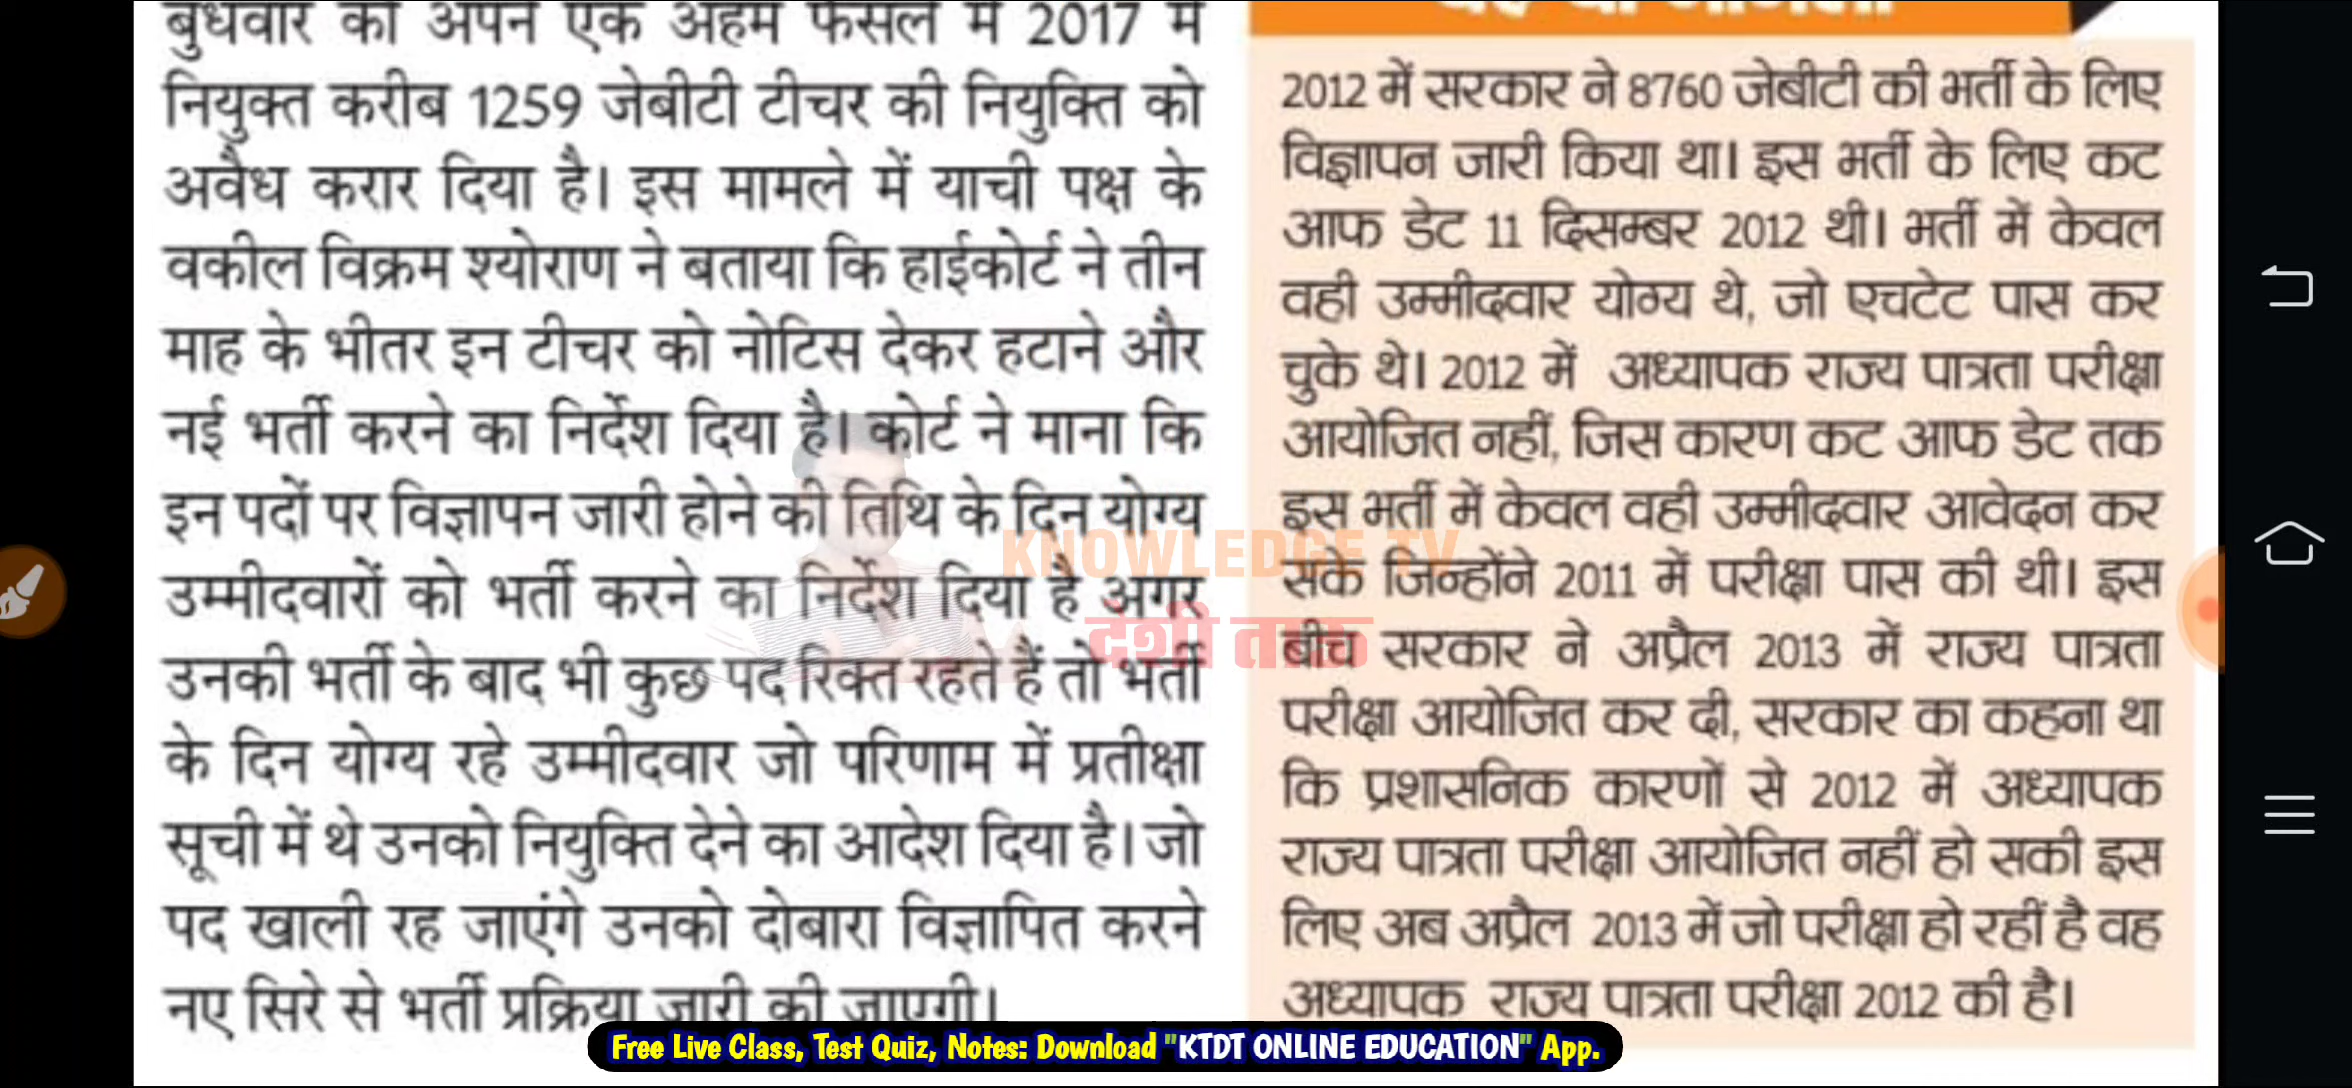 बुधवार को अपने एक अहम फैसले में 2017 में
नियुक्त करीब 1259 जेबीटी टीचर की नियुक्ति को
अवैध करार दिया है। इस मामले में याची पक्ष के
वकील विक्रम श्योराण ने बताया कि हाईकोर्ट ने तीन
माह के भीतर इन टीचर को नोटिस देकर हटाने और
नई भर्ती करने का निर्देश दिया है। कोर्ट ने माना कि
इन पदों पर विज्ञापन जारी होने की तिथि के दिन योग्य
उम्मीदवारों को भर्ती करने का निर्देश दिया है अगर
उनकी भर्ती के बाद भी कुछ पद रिक्त रहते हैं तो भर्ती
के दिन योग्य रहे उम्मीदवार जो परिणाम में प्रतीक्षा
सूची में थे उनको नियुक्ति देने का आदेश दिया है। जो
पद खाली रह जाएंगे उनको दोबारा विज्ञापित करने
नए सिरे से भर्ती प्रक्रिया जारी की जाएगी।
2012 में सरकार ने 8760 जेबीटी की भर्ती के लिए
विज्ञापन जारी किया था। इस भर्ती के लिए कट
आफ डेट 11 दिसम्बर 2012 थी। भर्ती में केवल
वही उम्मीदवार योग्य थे, जो एचटेट पास कर
चुके थे। 2012 में अध्यापक राज्य पात्रता परीक्षा
आयोजित नहीं, जिस कारण कट आफ डेट तक
इस भर्ती में केवल वही उम्मीदवार आवेदन कर
सके जिन्होंने 2011 में परीक्षा पास की थी। इस
बीच सरकार ने अप्रैल 2013 में राज्य पात्रता
परीक्षा आयोजित कर दी, सरकार का कहना था
कि प्रशासनिक कारणों से 2012 में अध्यापक
राज्य पात्रता परीक्षा आयोजित नहीं हो सकी इस
लिए अब अप्रैल 2013 में जो परीक्षा हो रहीं है वह
अध्यापक राज्य पात्रता परीक्षा 2012 की है।
KNOWLEDGE TV
देशी तक
Free Live Class, Test Quiz, Notes: Download "KTDT ONLINE EDUCATION" App.